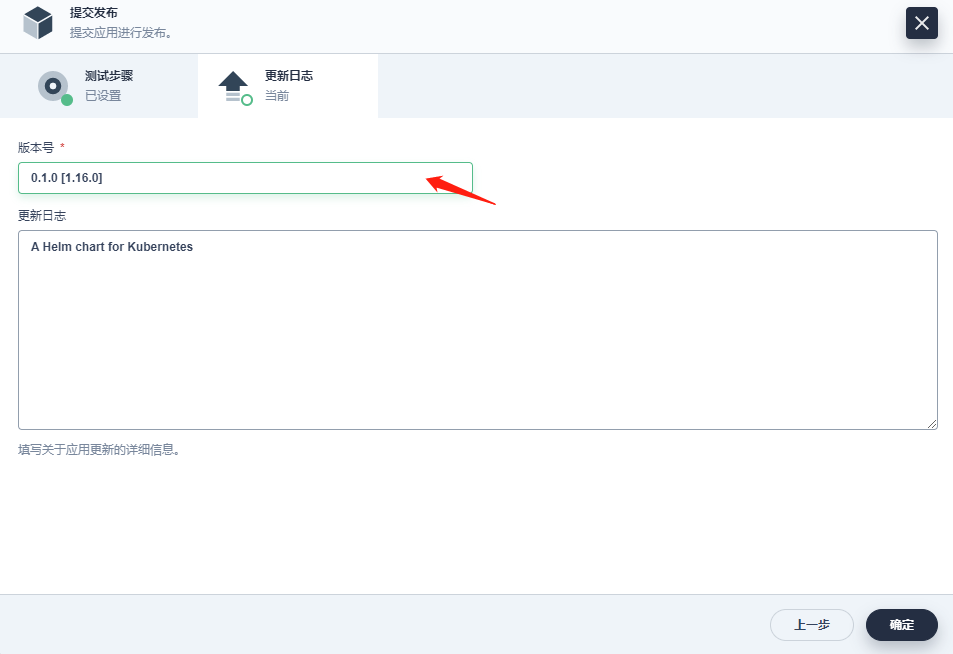 提交发布
提交应用进行发布。
测试步骤
已设置
更新日志
当前
版本号 *
0.1.0 [1.16.0]
更新日志
A Helm chart for Kubernetes
填写关于应用更新的详细信息。
上一步
确定